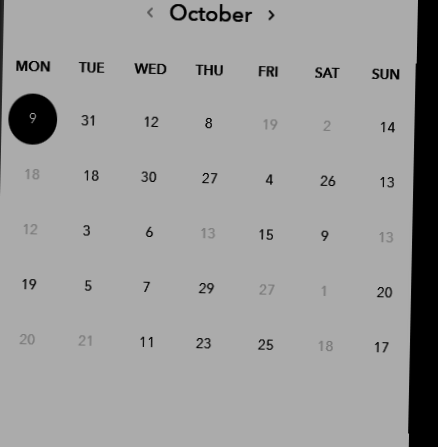 ‹ October ›
MON TUE WED THU FRI SAT SUN
9 31 12 8 19 2 14
18 18 30 27 4 26 13
12 3 6 13 15 9 13
19 5 7 29 27 1 20
20 21 11 23 25 18 17